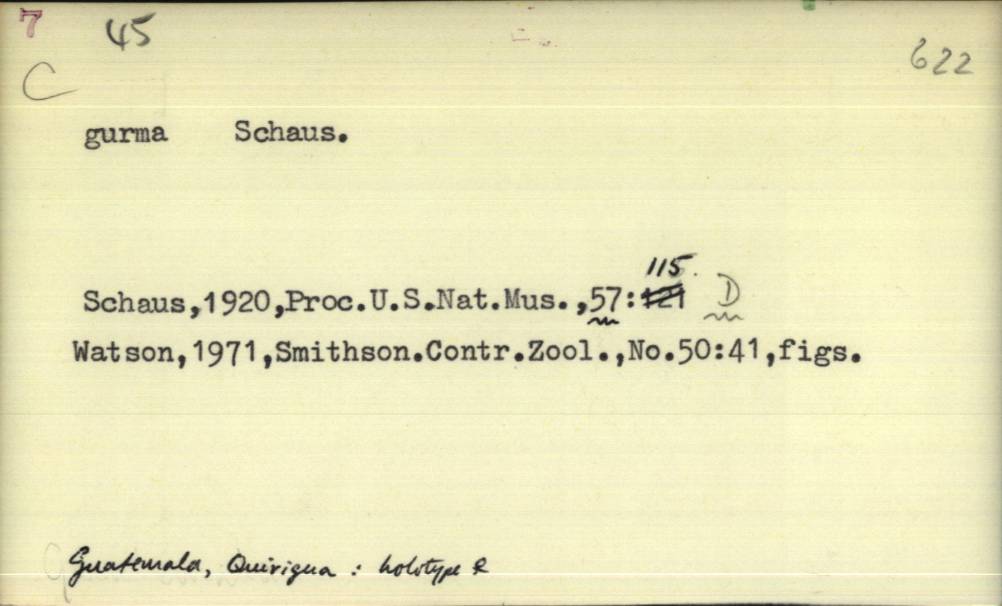 7 45 622
C
gurma Schaus.
115.
Schaus,1920,Proc.U.S.Nat.Mus.,57:121 D
Watson,1971,Smithson.Contr.Zool.,No.50:41,figs.
Guatemala, Quirigua : holotype ♀